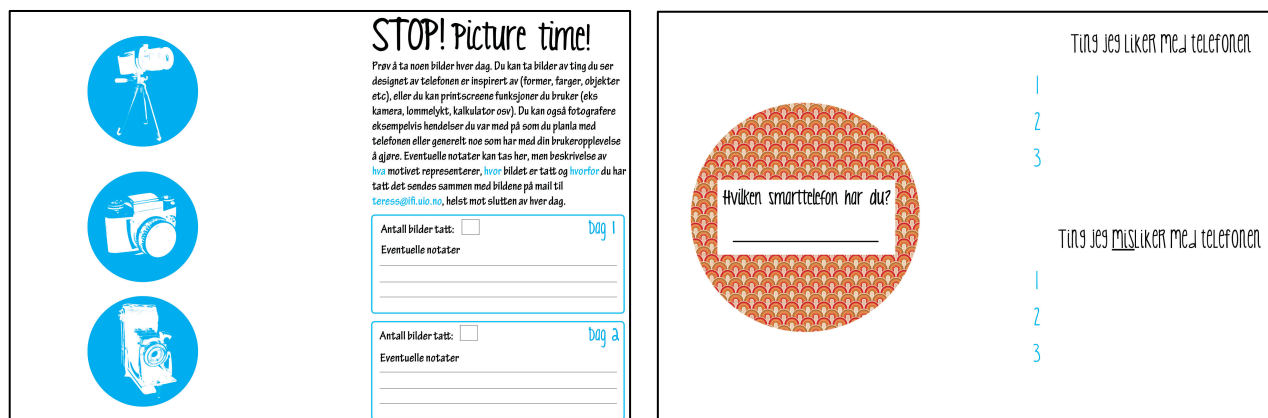 STOP! Picture time!
Prøv å ta noen bilder hver dag. Du kan ta bilder av ting du ser
designet av telefonen er inspirert av (former, farger, objekter
etc), eller du kan printscreene funksjoner du bruker (eks
kamera, lommelykt, kalkulator osv). Du kan også fotografere
eksempelvis hendelser du var med på som du planla med
telefonen eller generelt noe som har med din brukeropplevelse
å gjøre. Eventuelle notater kan tas her, men beskrivelse av
hva motivet representerer, hvor bildet er tatt og hvorfor du har
tatt det sendes sammen med bildene på mail til
teress@ifi.uio.no, helst mot slutten av hver dag.
Antall bilder tatt: Dag 1
Eventuelle notater
Antall bilder tatt: Dag 2
Eventuelle notater
Hvilken smarttelefon har du?
Ting jeg liker med telefonen
1
2
3
Ting jeg misliker med telefonen
1
2
3